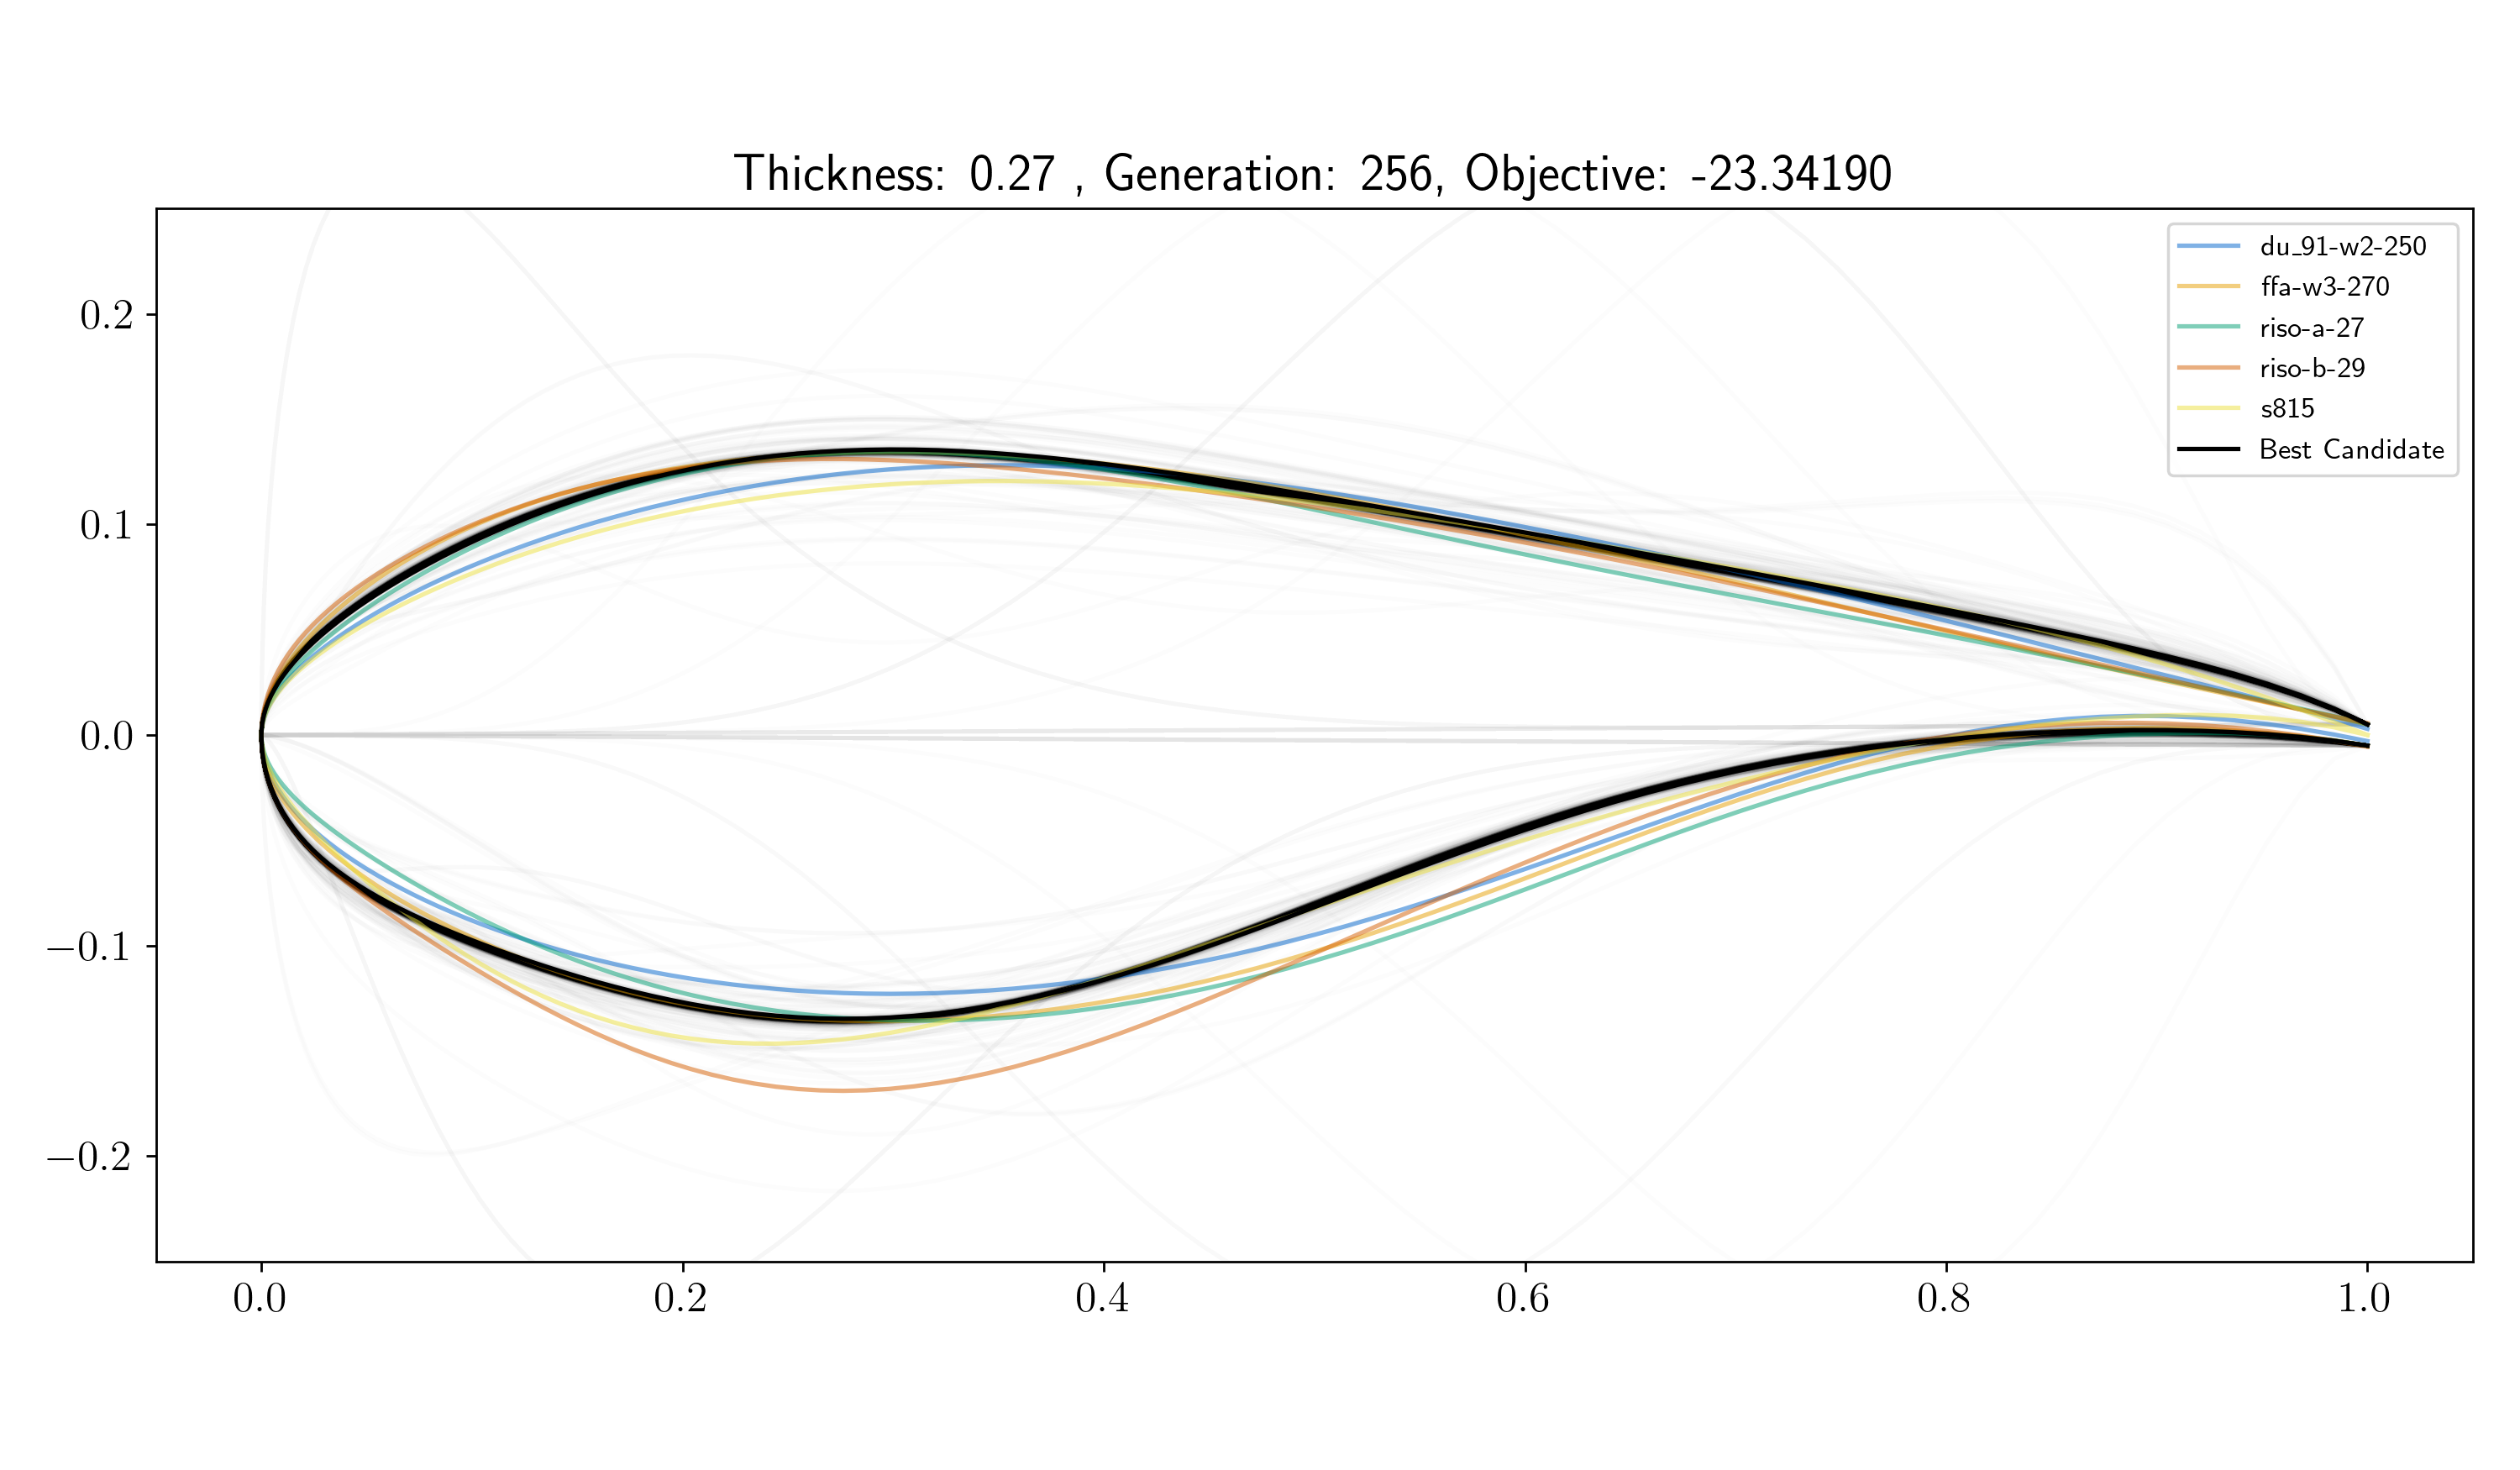 Thickness: 0.27 , Generation: 256, Objective: -23.34190
du_91-w2-250
ffa-w3-270
riso-a-27
riso-b-29
s815
Best Candidate
0.2
0.1
0.0
−0.1
−0.2
0.0 0.2 0.4 0.6 0.8 1.0